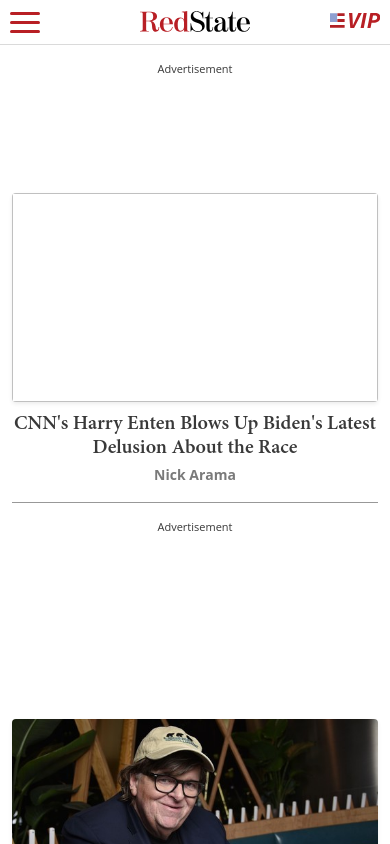 RedState
VIP
Advertisement
CNN's Harry Enten Blows Up Biden's Latest
Delusion About the Race
Nick Arama
Advertisement